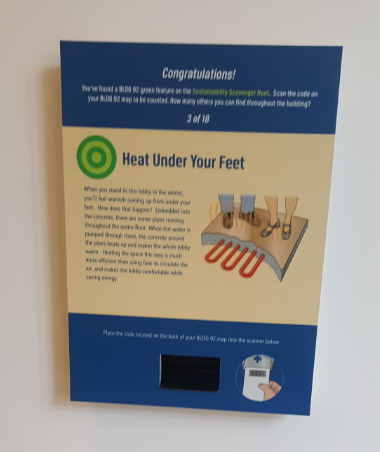 Congratulations!
You've found a BLDG 92 green feature on the Sustainability Scavenger Hunt. Scan the code on
your BLDG 92 map to be counted. How many others you can find throughout the building?
3 of 18
Heat Under Your Feet
When you stand in this lobby in the winter,
you'll feel warmth coming up from under your
feet. How does that happen? Embedded into
the concrete, there are water pipes running
throughout the entire floor. When hot water is
pumped through them, the concrete around
the pipes heats up and makes the whole lobby
warm. Heating the space this way is much
more efficient than using fans to circulate the
air, and makes the lobby comfortable while
saving energy.
Place the code located on the back of your BLDG 92 map into the scanner below